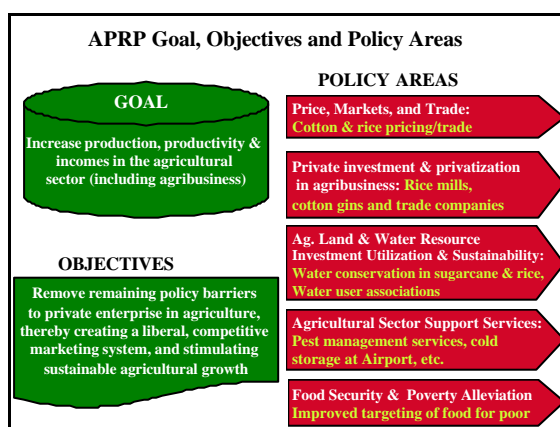 APRP Goal, Objectives and Policy Areas
GOAL
Increase production, productivity &
incomes in the agricultural
sector (including agribusiness)
OBJECTIVES
Remove remaining policy barriers
to private enterprise in agriculture,
thereby creating a liberal, competitive
marketing system, and stimulating
sustainable agricultural growth
POLICY AREAS
Price, Markets, and Trade:
Cotton & rice pricing/trade
Private investment & privatization
in agribusiness: Rice mills,
cotton gins and trade companies
Ag. Land & Water Resource
Investment Utilization & Sustainability:
Water conservation in sugarcane & rice,
Water user associations
Agricultural Sector Support Services:
Pest management services, cold
storage at Airport, etc.
Food Security & Poverty Alleviation
Improved targeting of food for poor